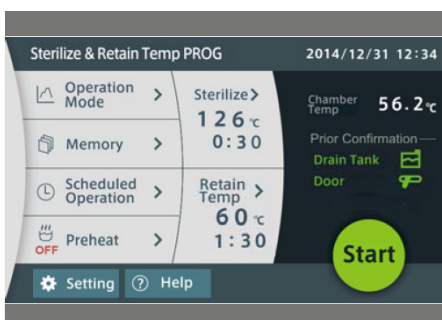 Sterilize & Retain Temp PROG
2014/12/31 12:34
Operation
Mode >
Memory >
Scheduled
Operation >
OFF Preheat >
Sterilize >
126℃
0:30
Retain
Temp >
60℃
1:30
Chamber
Temp 56.2℃
Prior Confirmation
Drain Tank
Door
Start
Setting
? Help